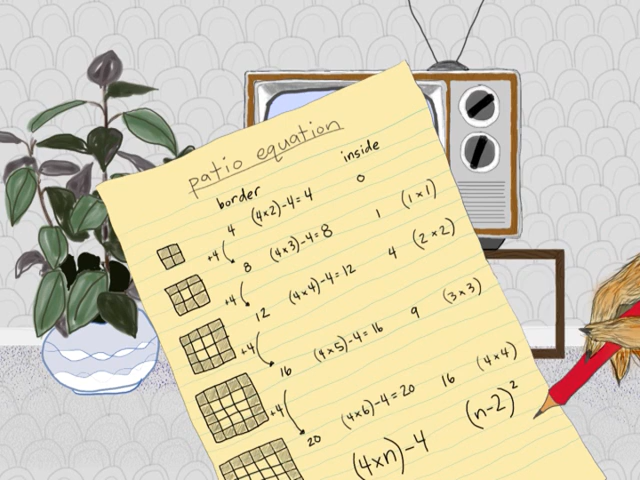 patio equation
border inside
4 (4×2)-4=4 0
+4 8 (4×3)-4=8 1 (1×1)
+4 12 (4×4)-4=12 4 (2×2)
+4 16 (4×5)-4=16 9 (3×3)
+4 20 (4×6)-4=20 16 (4×4)
(4×n)-4 (n-2)²